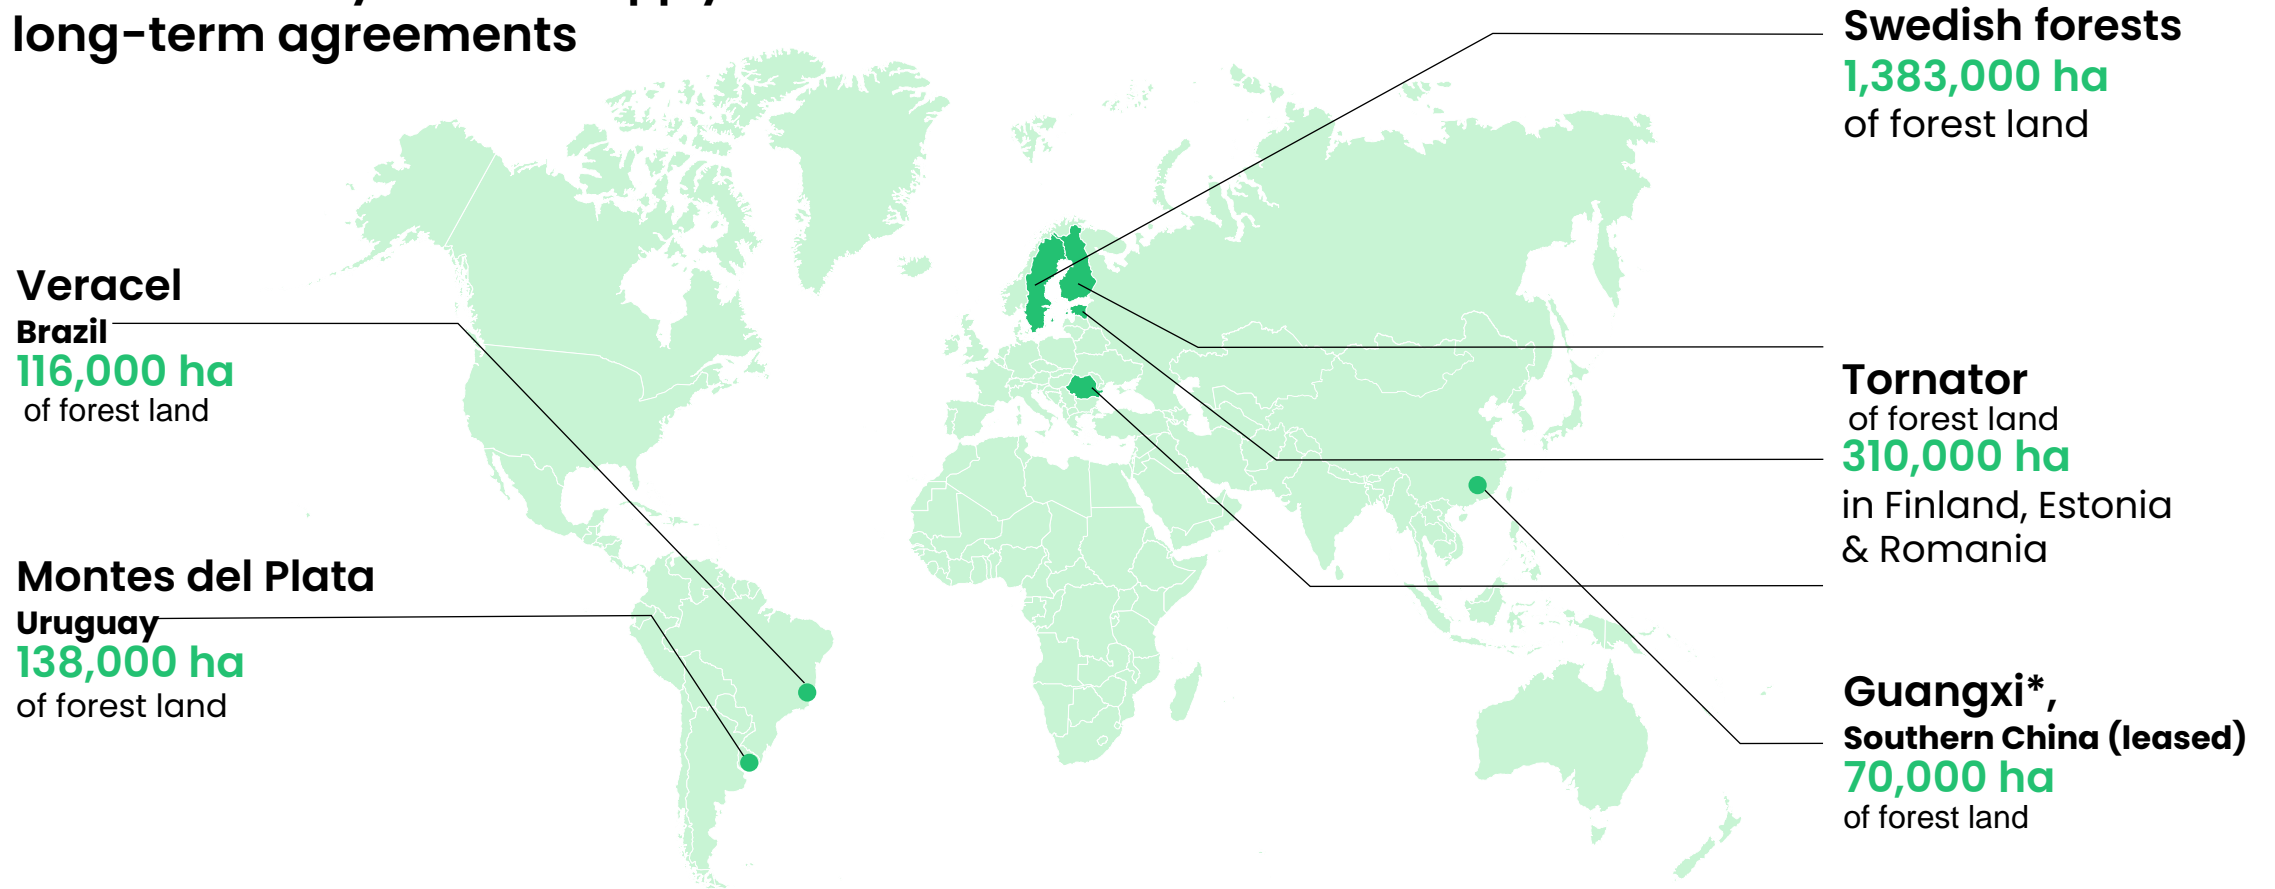 long-term agreements
Swedish forests
1,383,000 ha
of forest land
Veracel
Brazil
116,000 ha
of forest land
Montes del Plata
Uruguay
138,000 ha
of forest land
Tornator
of forest land
310,000 ha
in Finland, Estonia
& Romania
Guangxi*,
Southern China (leased)
70,000 ha
of forest land